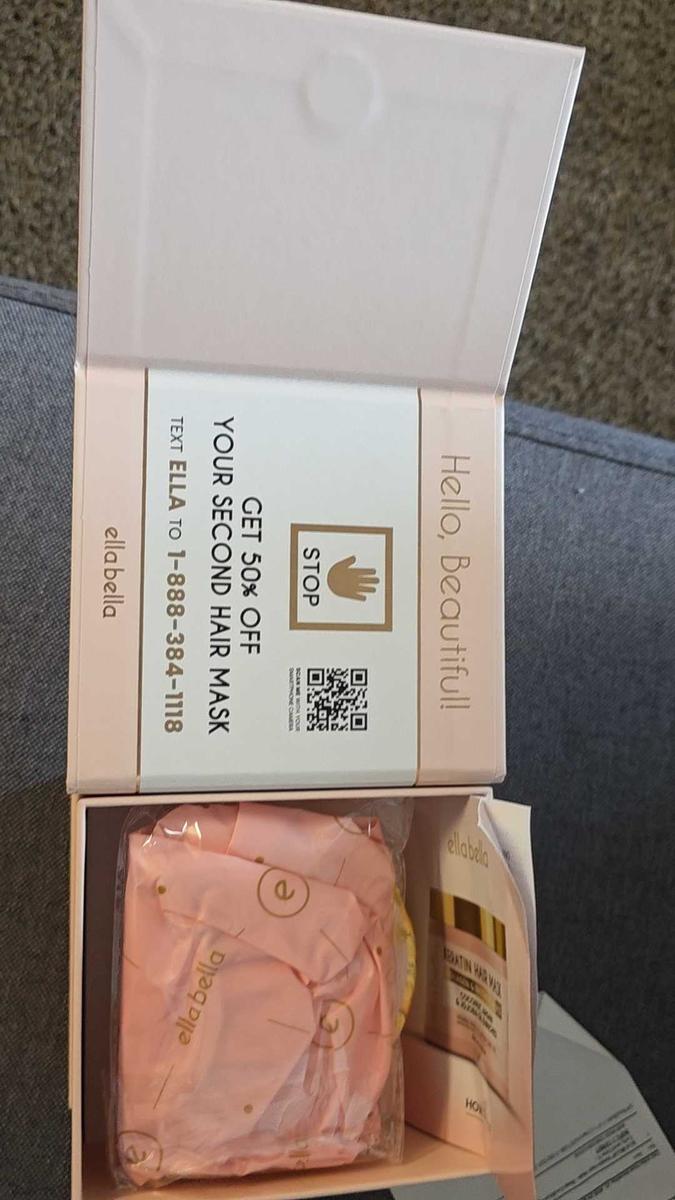 Hello, Beautiful!
STOP
SCAN ME WITH YOUR
SMARTPHONE CAMERA
GET 50% OFF
YOUR SECOND HAIR MASK
TEXT ELLA TO 1-888-384-1118
ellabella
ellabella
KERATIN HAIR MASK
HOW
e
ellabella
e
e